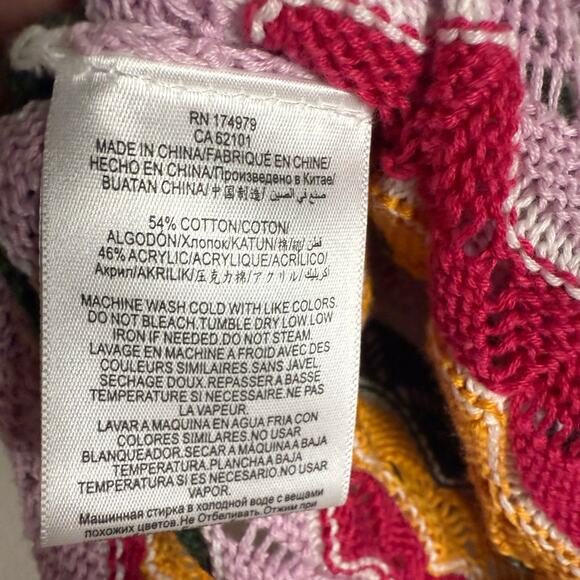 RN 174979
CA 62101
MADE IN CHINA/FABRIQUÉ EN CHINE/
HECHO EN CHINA/Произведено в Китае/
BUATAN CHINA/中国制造/صنع في الصين/
54% COTTON/COTON/
ALGODÓN/Хлопок/KATUN/棉/綿/قطن/
46% ACRYLIC/ACRYLIQUE/ACRÍLICO/
Акрил/AKRILIK/压克力棉/アクリル/اكريليك/
MACHINE WASH COLD WITH LIKE COLORS.
DO NOT BLEACH.TUMBLE DRY LOW.LOW
IRON IF NEEDED.DO NOT STEAM.
LAVAGE EN MACHINE A FROID AVEC DES
COULEURS SIMILAIRES.SANS JAVEL,
SECHAGE DOUX.REPASSER A BASSE
TEMPERATURE SI NECESSAIRE.NE PAS
LA VAPEUR.
LAVAR A MAQUINA EN AGUA FRIA CON
COLORES SIMILARES.NO USAR
BLANQUEADOR.SECAR A MÁQUINA A BAJA
TEMPERATURA.PLANCHA A BAJA
TEMPERATURA SI ES NECESARIO.NO USAR
VAPOR.
Машинная стирка в холодной воде с вещами
похожих цветов.Не Отбеливать.Отжим при